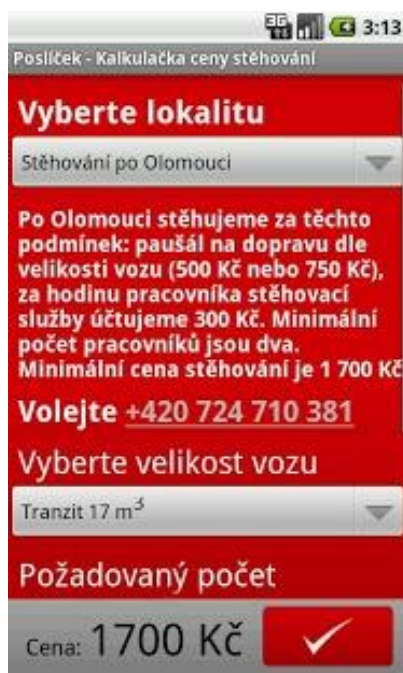 3G 3:13
Poslíček - Kalkulačka ceny stěhování
Vyberte lokalitu
Stěhování po Olomouci
Po Olomouci stěhujeme za těchto
podmínek: paušál na dopravu dle
velikosti vozu (500 Kč nebo 750 Kč),
za hodinu pracovníka stěhovací
služby účtujeme 300 Kč. Minimální
počet pracovníků jsou dva.
Minimální cena stěhování je 1 700 Kč
Volejte +420 724 710 381
Vyberte velikost vozu
Tranzit 17 m³
Požadovaný počet
Cena: 1700 Kč